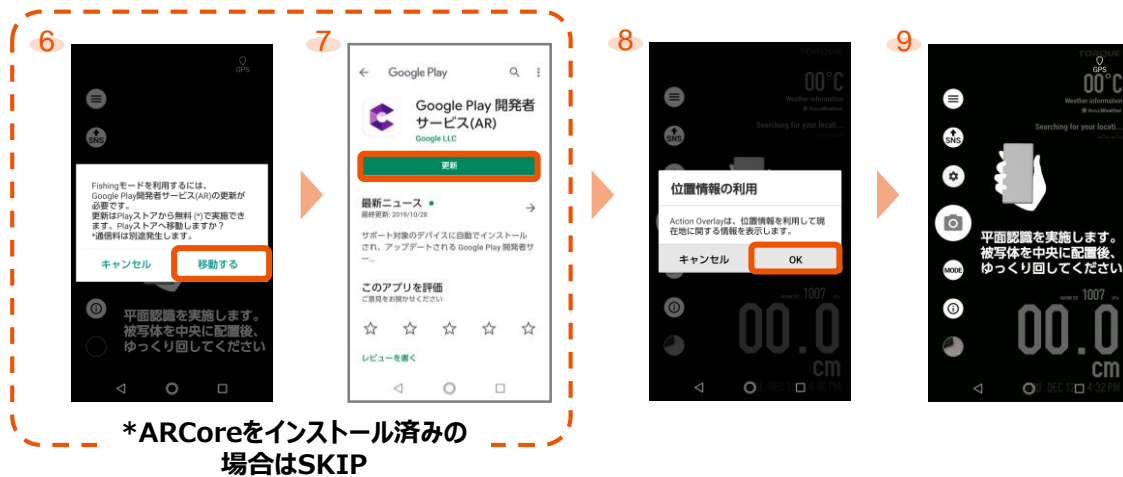 6
GPS
SNS
Fishingモードを利用するには、
Google Play開発者サービス(AR)の更新が
必要です。
更新はPlayストアから無料 (*)で実施でき
ます。Playストアへ移動しますか？
*通信料は別途発生します。
キャンセル
移動する
平面認識を実施します。
被写体を中央に配置後、
ゆっくり回してください
7
Google Play
Google Play 開発者
サービス(AR)
Google LLC
更新
最新ニュース •
最終更新: 2019/10/28
サポート対象のデバイスに自動でインストール
され、アップデートされる Google Play 開発者サ
ー...
このアプリを評価
ご意見をお聞かせください
レビューを書く
*ARCoreをインストール済みの
場合はSKIP
8
TORQUE
00°C
Weather information
AccuWeather
Searching for your locati...
SNS
位置情報の利用
Action Overlayは、位置情報を利用して現
在地に関する情報を表示します。
キャンセル
OK
1007
00.0
cm
9
TORQUE
GPS
00°C
Weather information
AccuWeather
Searching for your locati...
SNS
平面認識を実施します。
被写体を中央に配置後、
ゆっくり回してください
MODE
1007
00.0
cm
4:32 PM